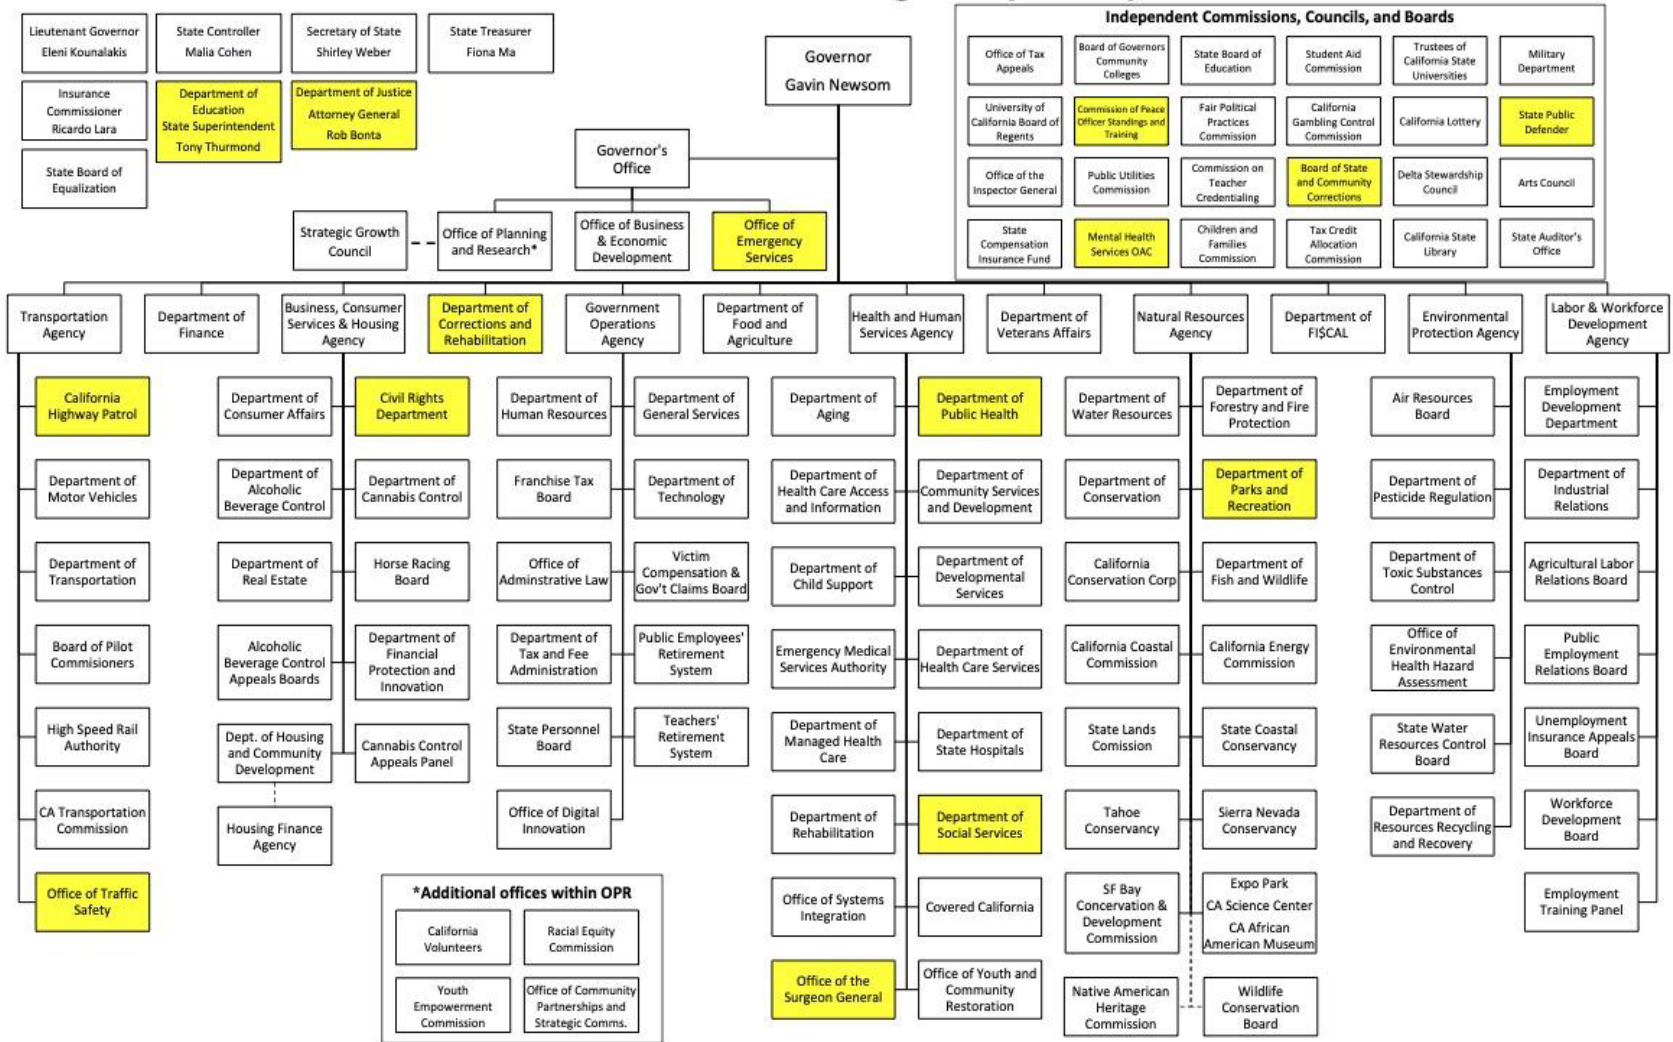 Lieutenant Governor
Eleni Kounalakis
State Controller
Malia Cohen
Secretary of State
Shirley Weber
State Treasurer
Fiona Ma
Insurance
Commissioner
Ricardo Lara
Department of
Education
State Superintendent
Tony Thurmond
Department of Justice
Attorney General
Rob Bonta
State Board of
Equalization
Governor
Gavin Newsom
Governor's
Office
Strategic Growth
Council
Office of Planning
and Research*
Office of Business
& Economic
Development
Office of
Emergency
Services
Independent Commissions, Councils, and Boards
Office of Tax
Appeals
Board of Governors
Community
Colleges
State Board of
Education
Student Aid
Commission
Trustees of
California State
Universities
Military
Department
University of
California Board of
Regents
Commission of Peace
Officer Standings and
Training
Fair Political
Practices
Commission
California
Gambling Control
Commission
California Lottery
State Public
Defender
Office of the
Inspector General
Public Utilities
Commission
Commission on
Teacher
Credentialing
Board of State
and Community
Corrections
Delta Stewardship
Council
Arts Council
State
Compensation
Insurance Fund
Mental Health
Services OAC
Children and
Families
Commission
Tax Credit
Allocation
Commission
California State
Library
State Auditor's
Office
Transportation
Agency
Department of
Finance
Business, Consumer
Services & Housing
Agency
Department of
Corrections and
Rehabilitation
Government
Operations
Agency
Department of
Food and
Agriculture
Health and Human
Services Agency
Department of
Veterans Affairs
Natural Resources
Agency
Department of
FI$CAL
Environmental
Protection Agency
Labor & Workforce
Development
Agency
California
Highway Patrol
Department of
Motor Vehicles
Department of
Transportation
Board of Pilot
Commisioners
High Speed Rail
Authority
CA Transportation
Commission
Office of Traffic
Safety
Department of
Consumer Affairs
Civil Rights
Department
Department of
Alcoholic
Beverage Control
Department of
Cannabis Control
Department of
Real Estate
Horse Racing
Board
Alcoholic
Beverage Control
Appeals Boards
Department of
Financial
Protection and
Innovation
Dept. of Housing
and Community
Development
Cannabis Control
Appeals Panel
Housing Finance
Agency
Department of
Human Resources
Department of
General Services
Franchise Tax
Board
Department of
Technology
Office of
Adminstrative Law
Victim
Compensation &
Gov't Claims Board
Department of
Tax and Fee
Administration
Public Employees'
Retirement
System
State Personnel
Board
Teachers'
Retirement
System
Office of Digital
Innovation
*Additional offices within OPR
California
Volunteers
Racial Equity
Commission
Youth
Empowerment
Commission
Office of Community
Partnerships and
Strategic Comms.
Department of
Aging
Department of
Public Health
Department of
Health Care Access
and Information
Department of
Community Services
and Development
Department of
Child Support
Department of
Developmental
Services
Emergency Medical
Services Authority
Department of
Health Care Services
Department of
Managed Health
Care
Department of
State Hospitals
Department of
Rehabilitation
Department of
Social Services
Office of Systems
Integration
Covered California
Office of the
Surgeon General
Office of Youth and
Community
Restoration
Department of
Water Resources
Department of
Forestry and Fire
Protection
Department of
Conservation
Department of
Parks and
Recreation
California
Conservation Corp
Department of
Fish and Wildlife
California Coastal
Commission
California Energy
Commission
State Lands
Comission
State Coastal
Conservancy
Tahoe
Conservancy
Sierra Nevada
Conservancy
SF Bay
Concervation &
Development
Commission
Expo Park
CA Science Center
CA African
American Museum
Native American
Heritage
Commission
Wildlife
Conservation
Board
Air Resources
Board
Department of
Pesticide Regulation
Department of
Toxic Substances
Control
Office of
Environmental
Health Hazard
Assessment
State Water
Resources Control
Board
Department of
Resources Recycling
and Recovery
Employment
Development
Department
Department of
Industrial
Relations
Agricultural Labor
Relations Board
Public
Employment
Relations Board
Unemployment
Insurance Appeals
Board
Workforce
Development
Board
Employment
Training Panel